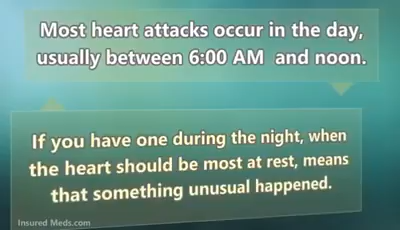 Most heart attacks occur in the day,
usually between 6:00 AM and noon.
If you have one during the night, when
the heart should be most at rest, means
that something unusual happened.
Insured Meds.com